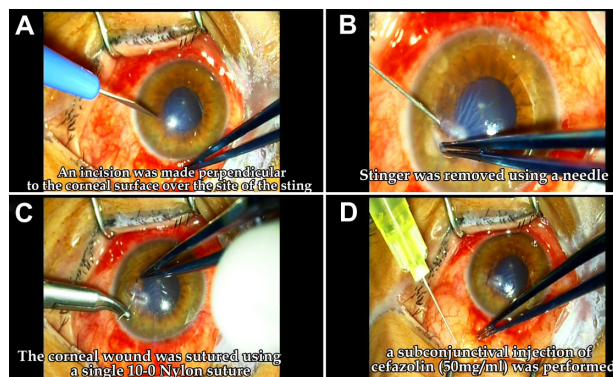 A
An incision was made perpendicular
to the corneal surface over the site of the sting
B
Stinger was removed using a needle
C
The corneal wound was sutured using
a single 10-0 Nylon suture
D
a subconjunctival injection of
cefazolin (50mg/ml) was performed